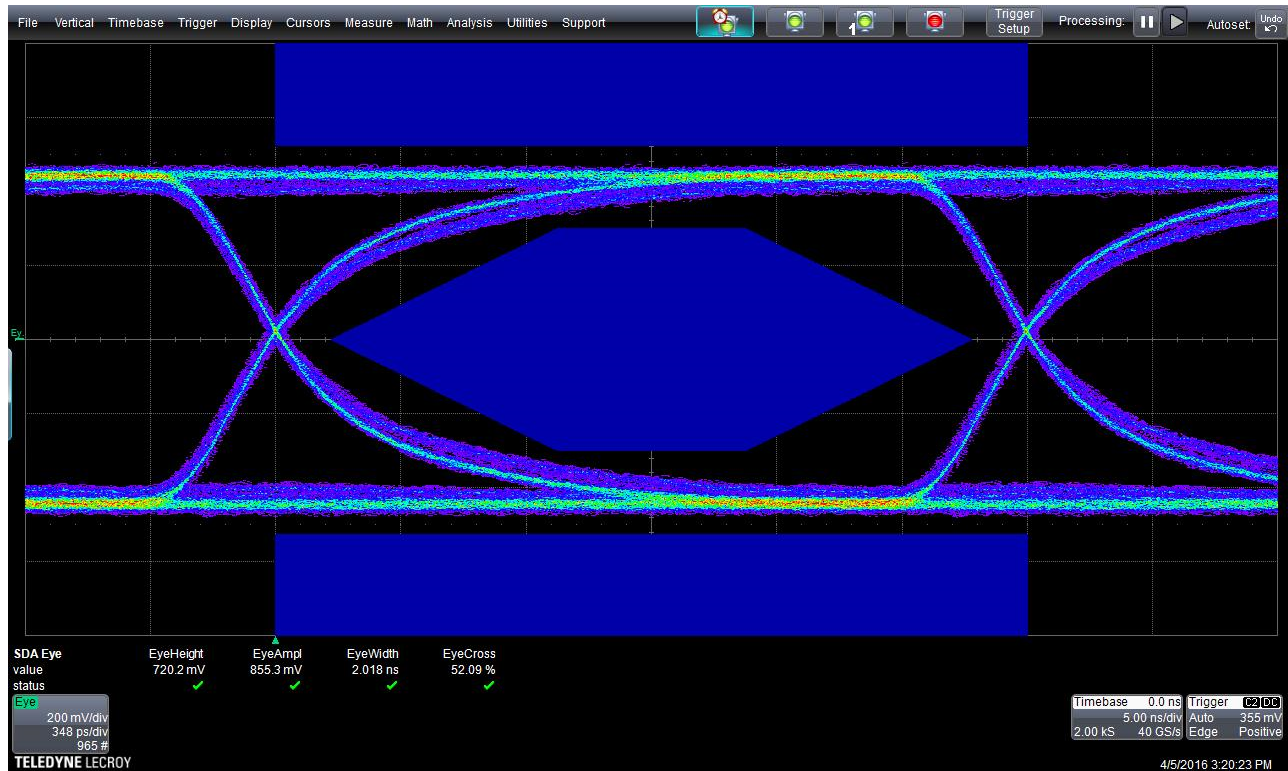 File Vertical Timebase Trigger Display Cursors Measure Math Analysis Utilities Support
1
Trigger Setup
Processing:
Autoset:
Undo
Ey.
SDA Eye EyeHeight EyeAmpl EyeWidth EyeCross
value 720.2 mV 855.3 mV 2.018 ns 52.09 %
status
Eye
200 mV/div
348 ps/div
965 #
Timebase 0.0 ns
5.00 ns/div
2.00 kS 40 GS/s
Trigger C2 DC
Auto 355 mV
Edge Positive
TELEDYNE LECROY
4/5/2016 3:20:23 PM